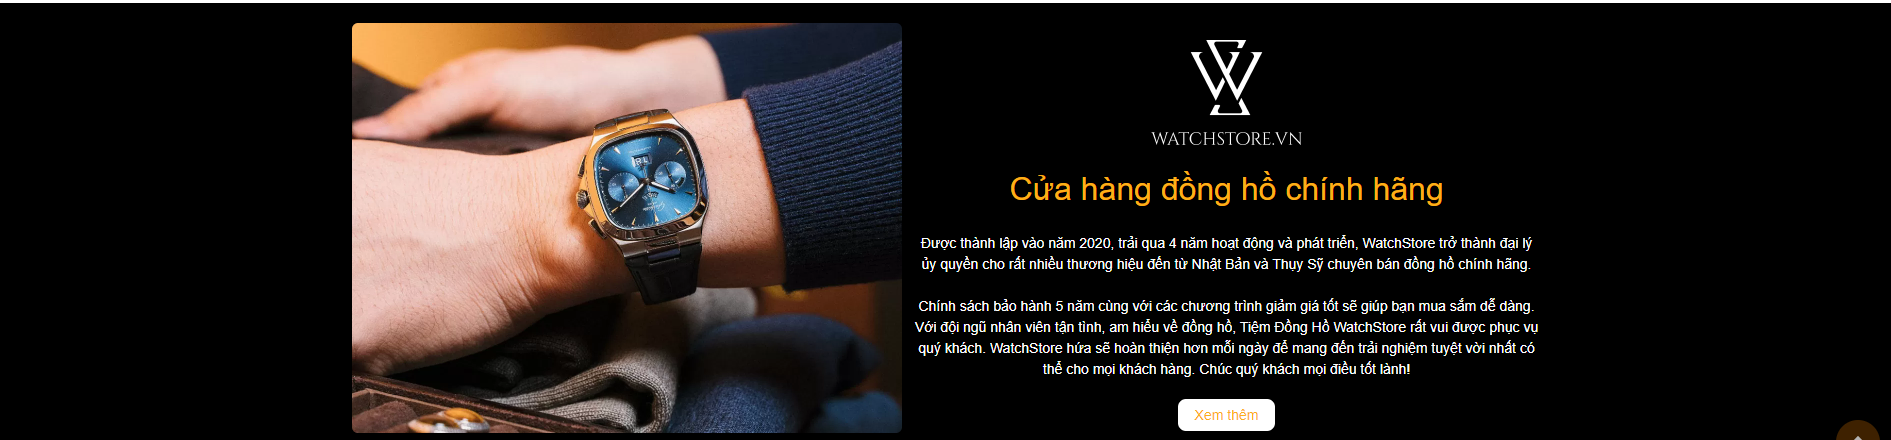 WATCHSTORE.VN
Cửa hàng đồng hồ chính hãng
Được thành lập vào năm 2020, trải qua 4 năm hoạt động và phát triển, WatchStore trở thành đại lý
ủy quyền cho rất nhiều thương hiệu đến từ Nhật Bản và Thụy Sỹ chuyên bán đồng hồ chính hãng.
Chính sách bảo hành 5 năm cùng với các chương trình giảm giá tốt sẽ giúp bạn mua sắm dễ dàng.
Với đội ngũ nhân viên tận tình, am hiểu về đồng hồ, Tiệm Đồng Hồ WatchStore rất vui được phục vụ
quý khách. WatchStore hứa sẽ hoàn thiện hơn mỗi ngày để mang đến trải nghiệm tuyệt vời nhất có
thể cho mọi khách hàng. Chúc quý khách mọi điều tốt lành!
Xem thêm